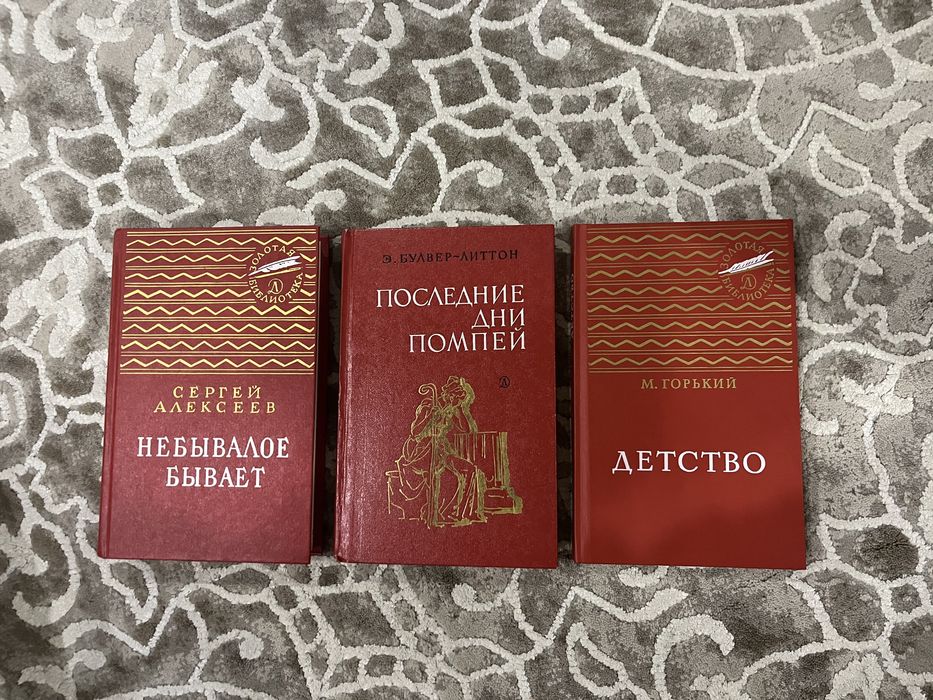 ЗОЛОТАЯ
БИБЛИОТЕКА
Д
СЕРГЕЙ
АЛЕКСЕЕВ
НЕБЫВАЛОЕ
БЫВАЕТ
Э. БУЛВЕР-ЛИТТОН
ПОСЛЕДНИЕ
ДНИ
ПОМПЕЙ
Д
ЗОЛОТАЯ
БИБЛИОТЕКА
Д
М. ГОРЬКИЙ
ДЕТСТВО